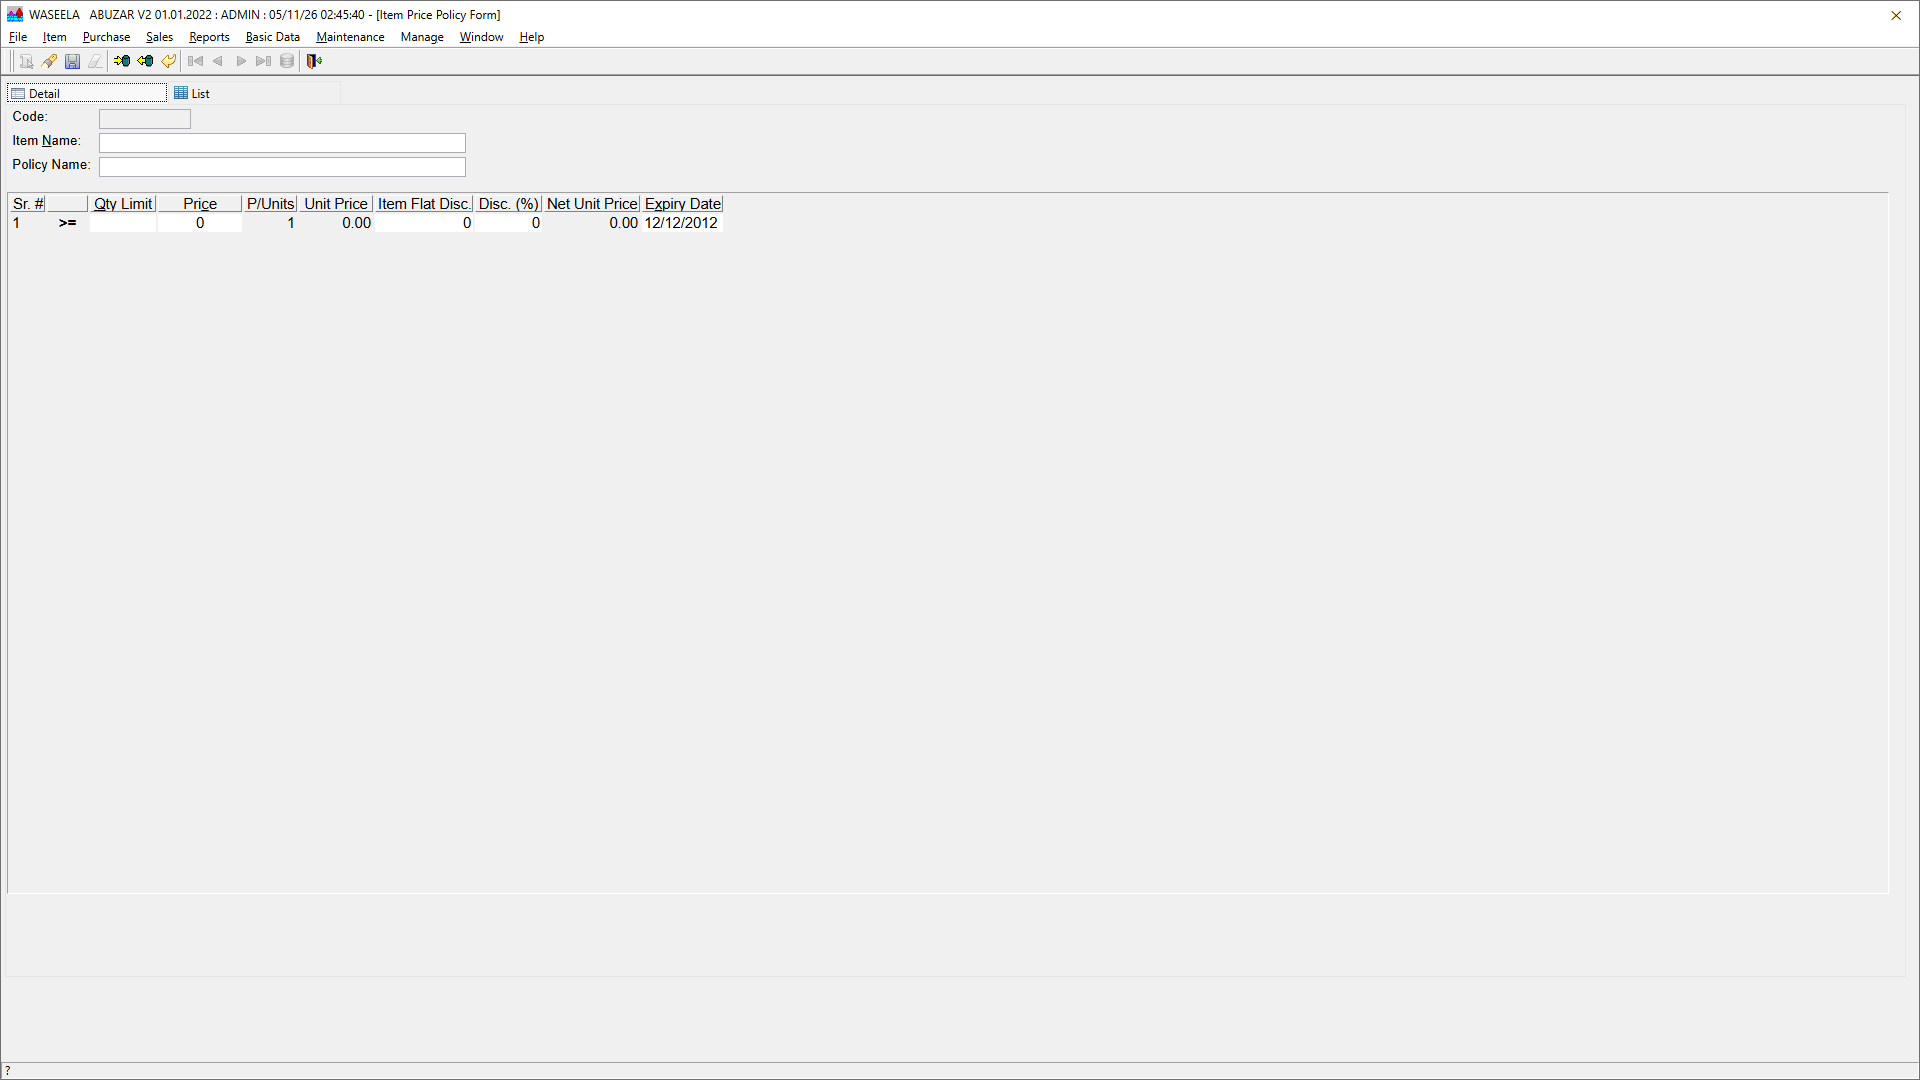 WASEELA   ABUZAR V2 01.01.2022 : ADMIN : 05/11/26 02:45:40 - [Item Price Policy Form]
File Item Purchase Sales Reports Basic Data Maintenance Manage Window Help
Detail List
Code:
Item Name:
Policy Name:
Sr. # Qty Limit Price P/Units Unit Price Item Flat Disc. Disc. (%) Net Unit Price Expiry Date
1 >= 0 1 0.00 0 0 0.00 12/12/2012
?